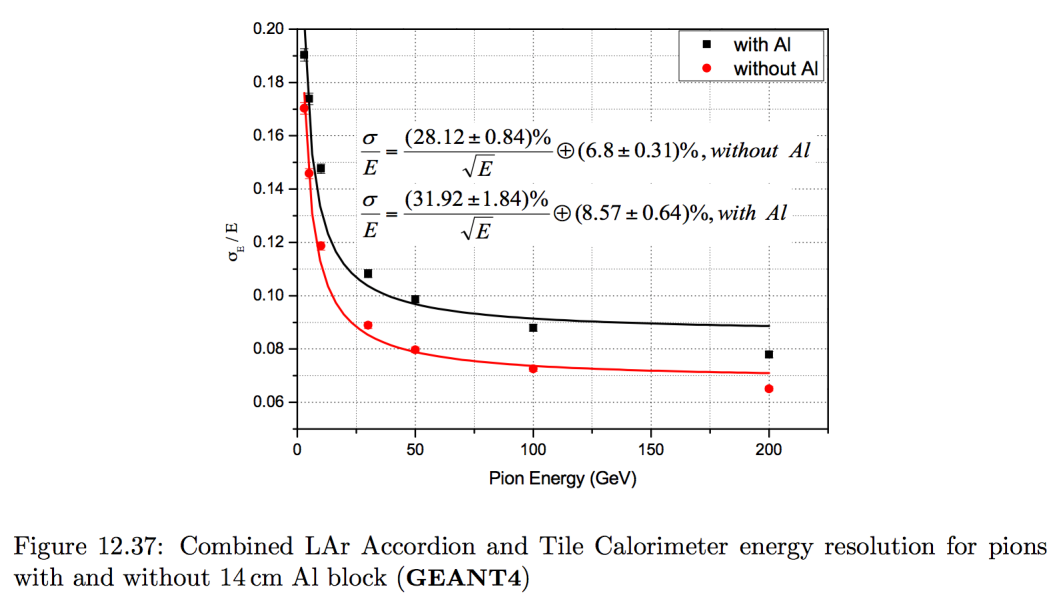 0.20
0.18
0.16
0.14
0.12
0.10
0.08
0.06
σ_E / E
with Al
without Al
σ/E = (28.12 ± 0.84)%/√E ⊕ (6.8 ± 0.31)%, without Al
σ/E = (31.92 ± 1.84)%/√E ⊕ (8.57 ± 0.64)%, with Al
0 50 100 150 200
Pion Energy (GeV)
Figure 12.37: Combined LAr Accordion and Tile Calorimeter energy resolution for pions
with and without 14 cm Al block (GEANT4)